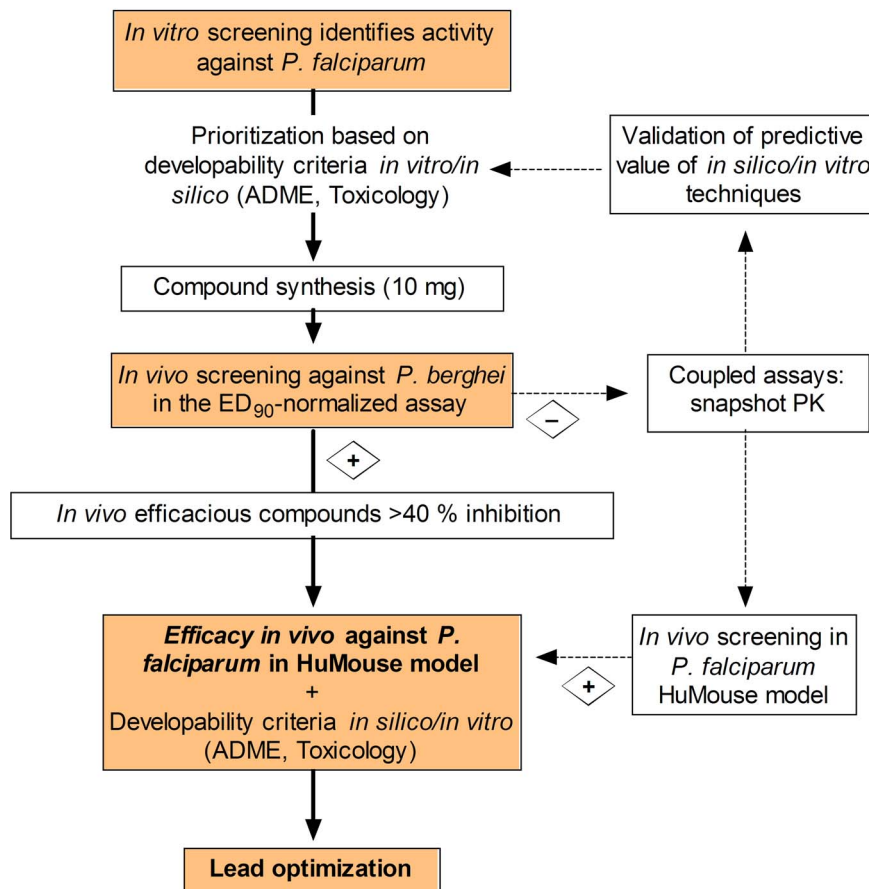 In vitro screening identifies activity
against P. falciparum
Prioritization based on
developability criteria in vitro/in
silico (ADME, Toxicology)
Validation of predictive
value of in silico/in vitro
techniques
Compound synthesis (10 mg)
In vivo screening against P. berghei
in the ED90-normalized assay
–
Coupled assays:
snapshot PK
+
In vivo efficacious compounds >40 % inhibition
Efficacy in vivo against P.
falciparum in HuMouse model
+
Developability criteria in silico/in vitro
(ADME, Toxicology)
+
In vivo screening in
P. falciparum
HuMouse model
Lead optimization